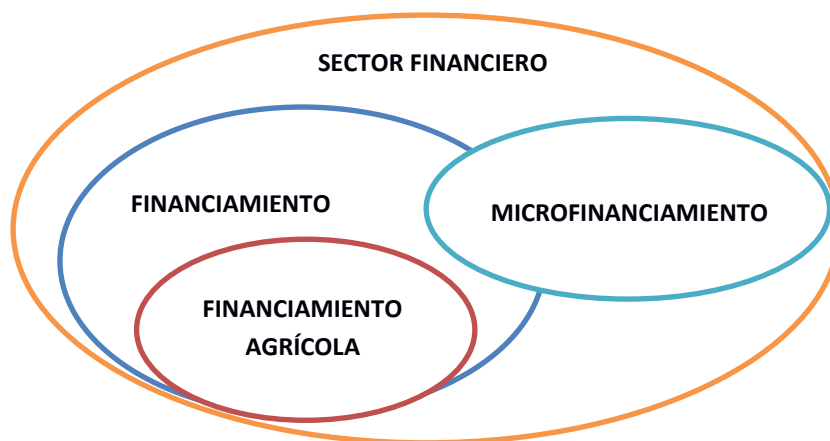 SECTOR FINANCIERO
FINANCIAMIENTO
MICROFINANCIAMIENTO
FINANCIAMIENTO
AGRÍCOLA